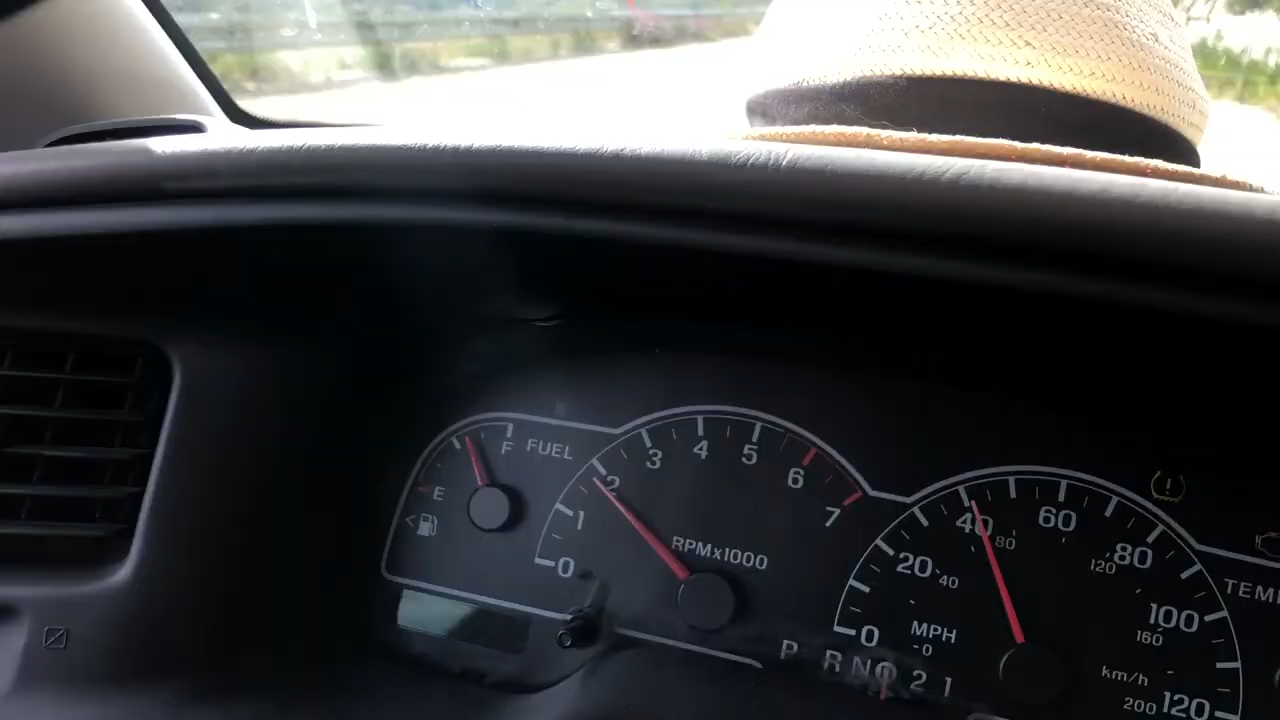 F FUEL
E
0 1 2 3 4 5 6 7
RPMx1000
0 20 40 60 80 100 120
0 40 80 120 160 200
MPH
km/h
P R N D 2 1
TEM
!